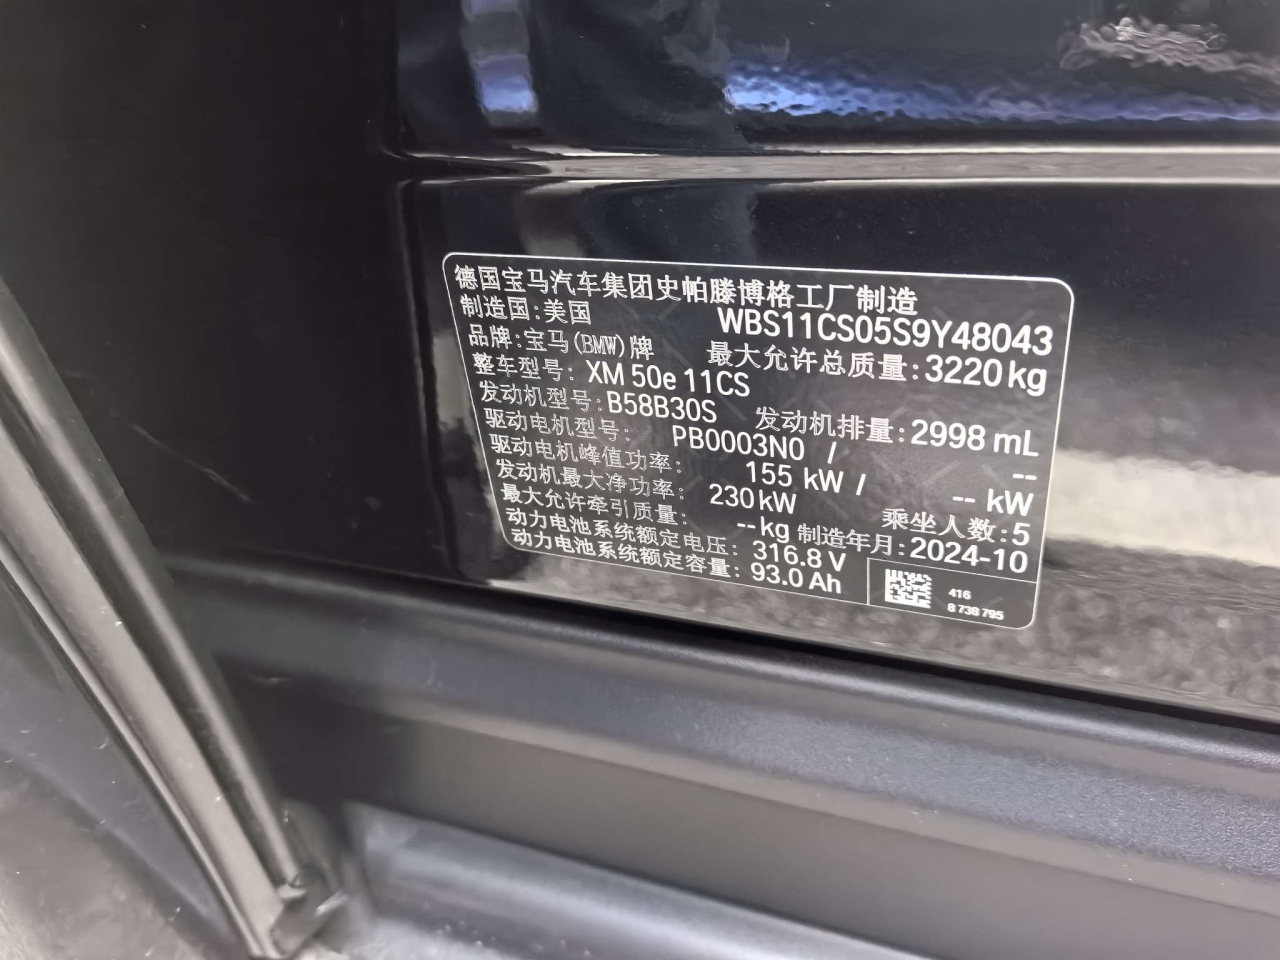 德国宝马汽车集团史帕滕博格工厂制造
制造国:美国 WBS11CS05S9Y48043
品牌:宝马(BMW)牌 最大允许总质量:3220kg
整车型号: XM 50e 11CS
发动机型号:B58B30S 发动机排量:2998 mL
驱动电机型号: PB0003N0 / --
驱动电机峰值功率: 155 kW / -- kW
发动机最大净功率: 230kW 乘坐人数:5
最大允许牵引质量: --kg 制造年月:2024-10
动力电池系统额定电压: 316.8 V
动力电池系统额定容量: 93.0 Ah
416
8 738 795